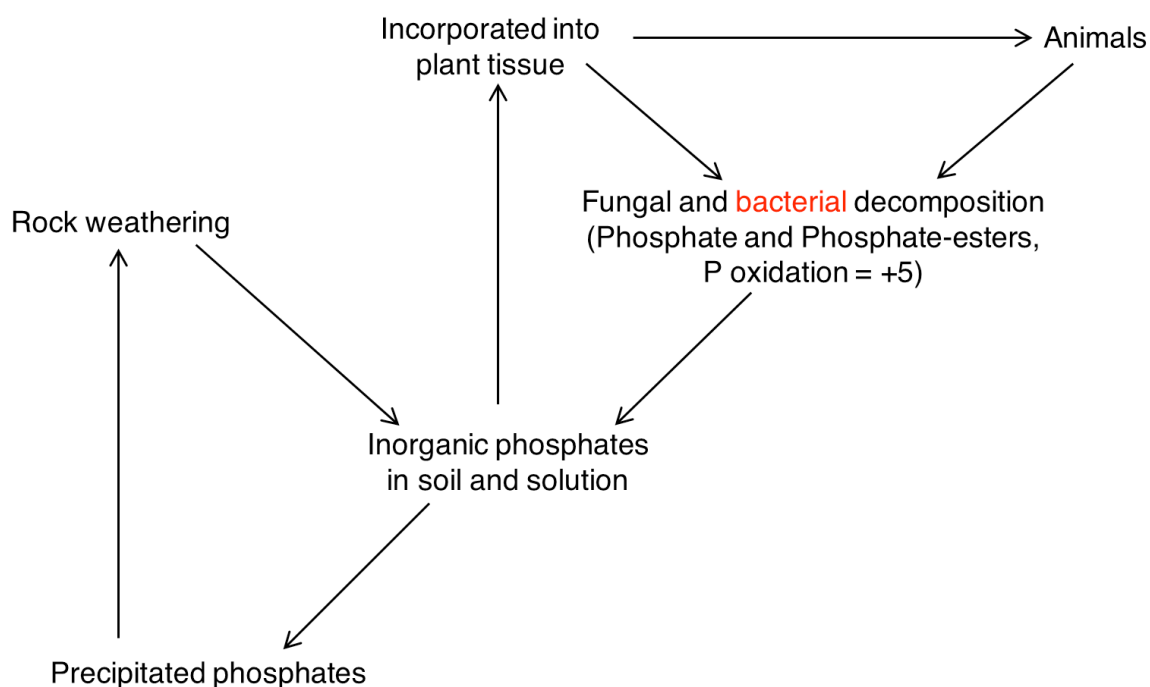 Incorporated into
plant tissue
Animals
Fungal and bacterial decomposition
(Phosphate and Phosphate-esters,
P oxidation = +5)
Rock weathering
Inorganic phosphates
in soil and solution
Precipitated phosphates